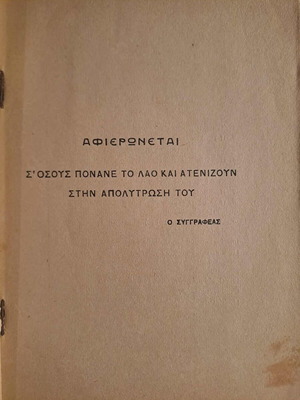 ΑΦΙΕΡΩΝΕΤΑΙ
Σ' ΟΣΟΥΣ ΠΟΝΑΝΕ ΤΟ ΛΑΟ ΚΑΙ ΑΤΕΝΙΖΟΥΝ
ΣΤΗΝ ΑΠΟΛΥΤΡΩΣΗ ΤΟΥ
Ο ΣΥΓΓΡΑΦΕΑΣ